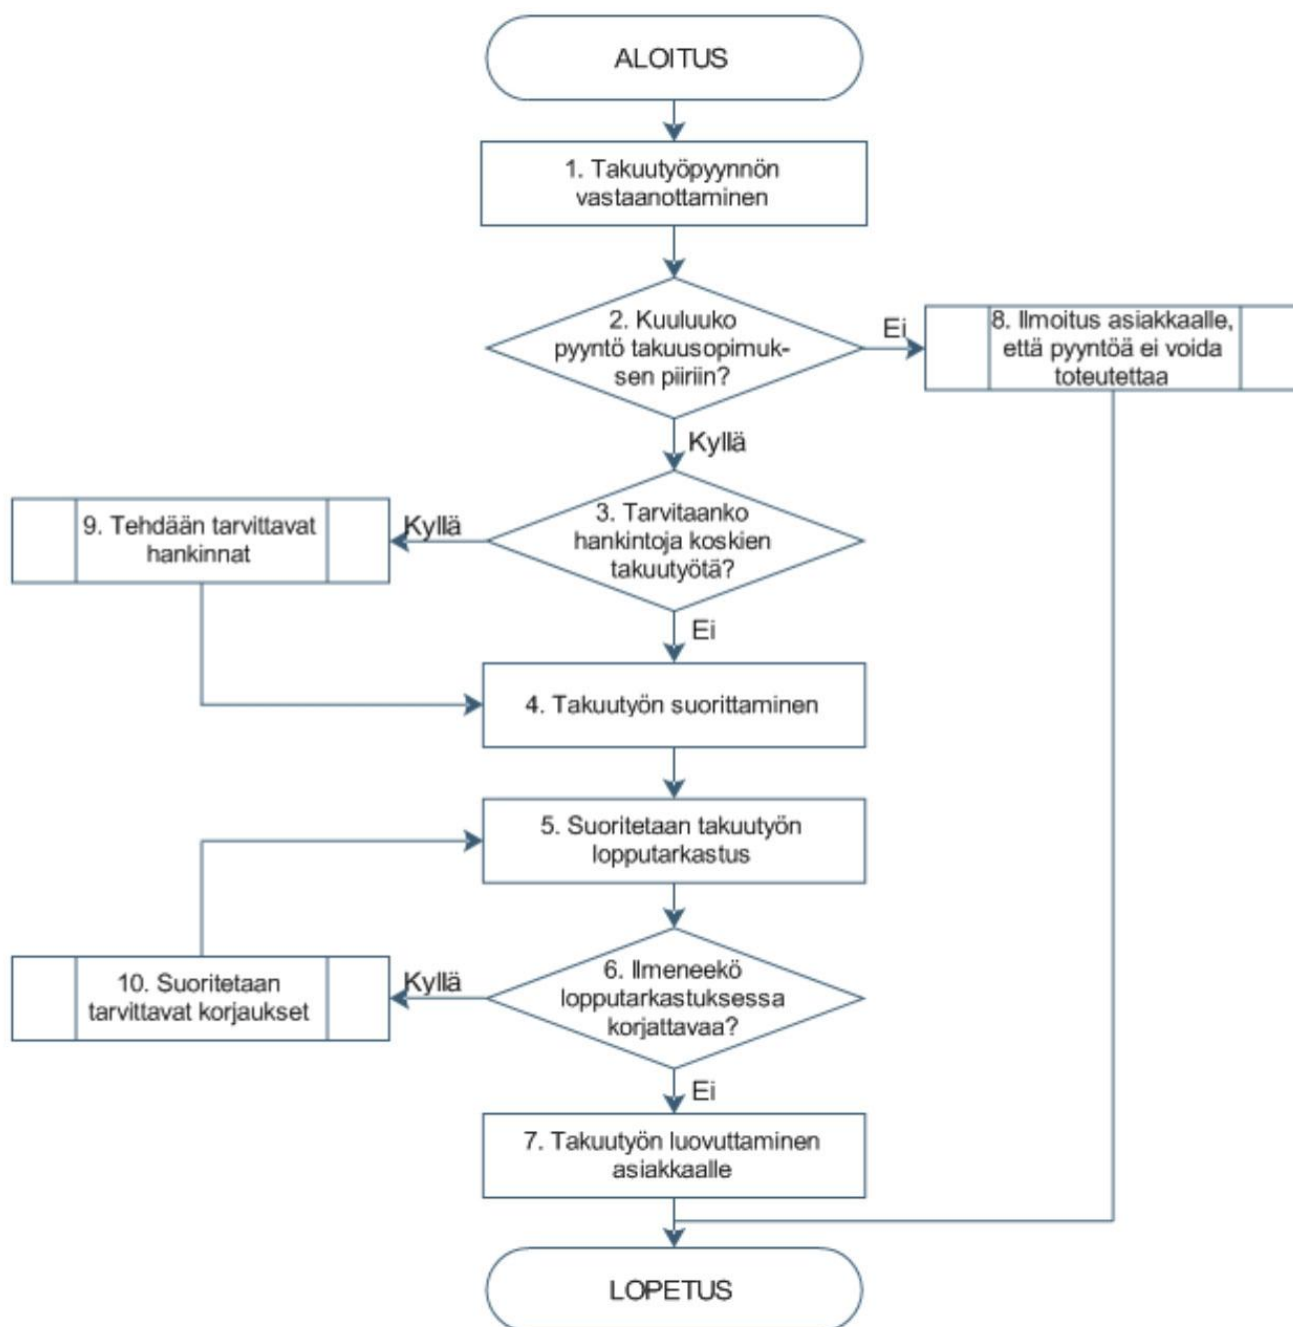 ALOITUS
1. Takuutyöpyynnön
vastaanottaminen
2. Kuuluuko
pyyntö takuusopimuk-
sen piiriin?
Ei
8. Ilmoitus asiakkaalle,
että pyyntöä ei voida
toteutettaa
Kyllä
3. Tarvitaanko
hankintoja koskien
takuutyötä?
Kyllä
9. Tehdään tarvittavat
hankinnat
Ei
4. Takuutyön suorittaminen
5. Suoritetaan takuutyön
lopputarkastus
6. Ilmeneekö
lopputarkastuksessa
korjattavaa?
Kyllä
10. Suoritetaan
tarvittavat korjaukset
Ei
7. Takuutyön luovuttaminen
asiakkaalle
LOPETUS